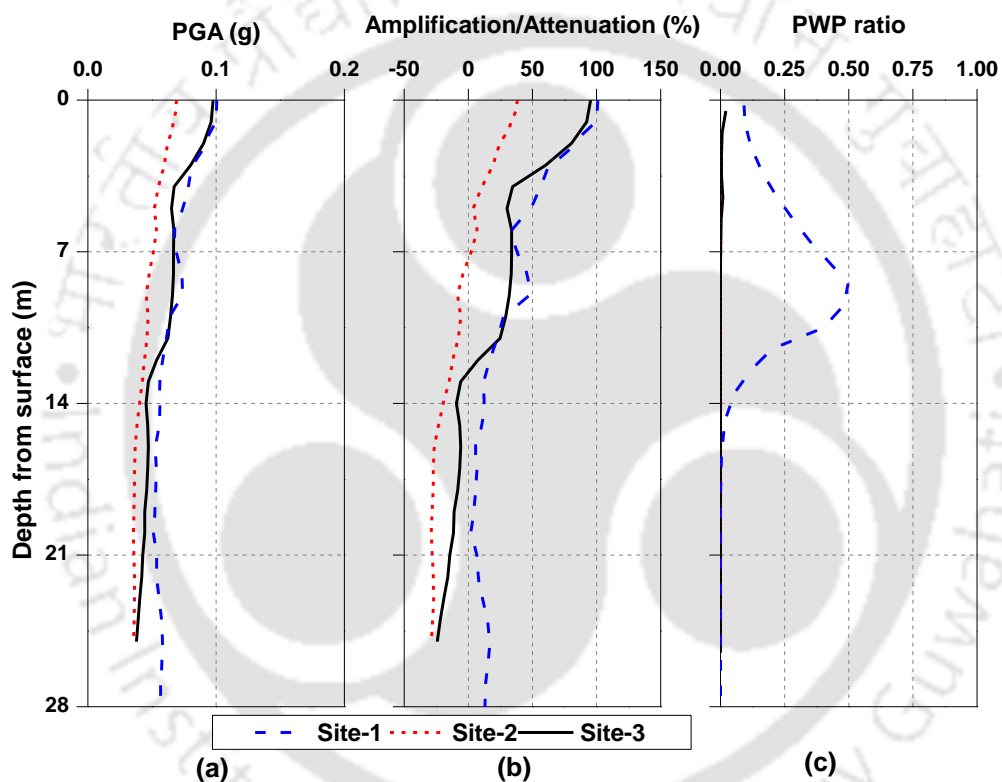 PGA (g)
Amplification/Attenuation (%)
PWP ratio
0.0 0.1 0.2
-50 0 50 100 150
0.00 0.25 0.50 0.75 1.00
0
7
14
21
28
Depth from surface (m)
Site-1 Site-2 Site-3
(a) (b) (c)
Indian Inst